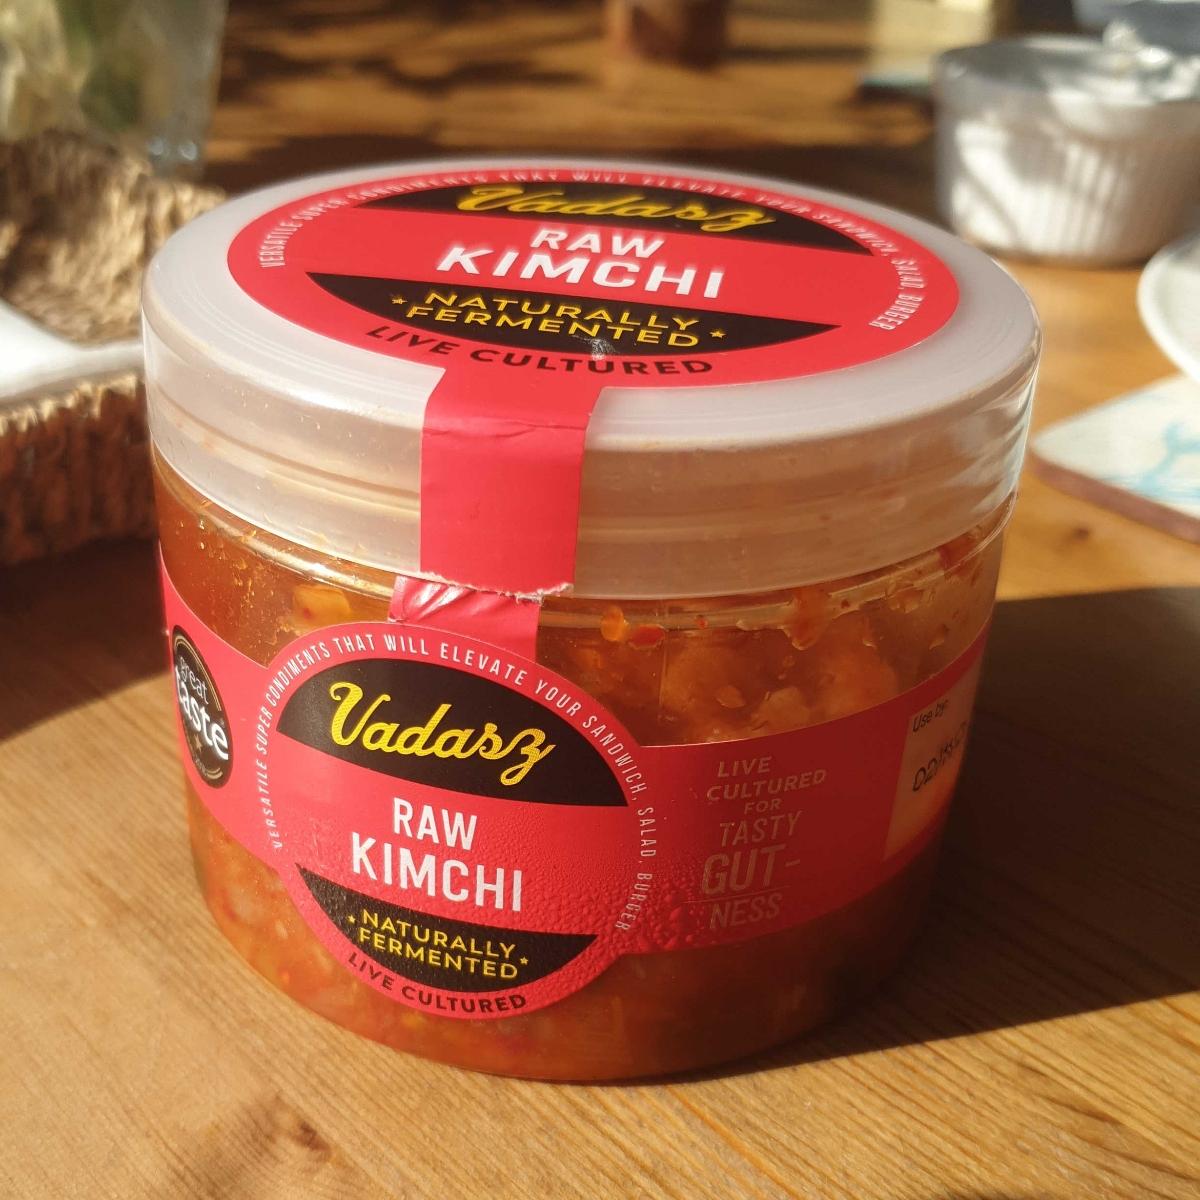 VERSATILE SUPER CONDIMENTS THAT WILL ELEVATE YOUR SANDWICH, SALAD, BURGER
Vadasz
RAW
KIMCHI
NATURALLY
FERMENTED
LIVE CULTURED
great
taste
VERSATILE SUPER CONDIMENTS THAT WILL ELEVATE YOUR SANDWICH, SALAD, BURGER
Vadasz
RAW
KIMCHI
NATURALLY
FERMENTED
LIVE CULTURED
LIVE
CULTURED
FOR
TASTY
GUT-
NESS
Use by: